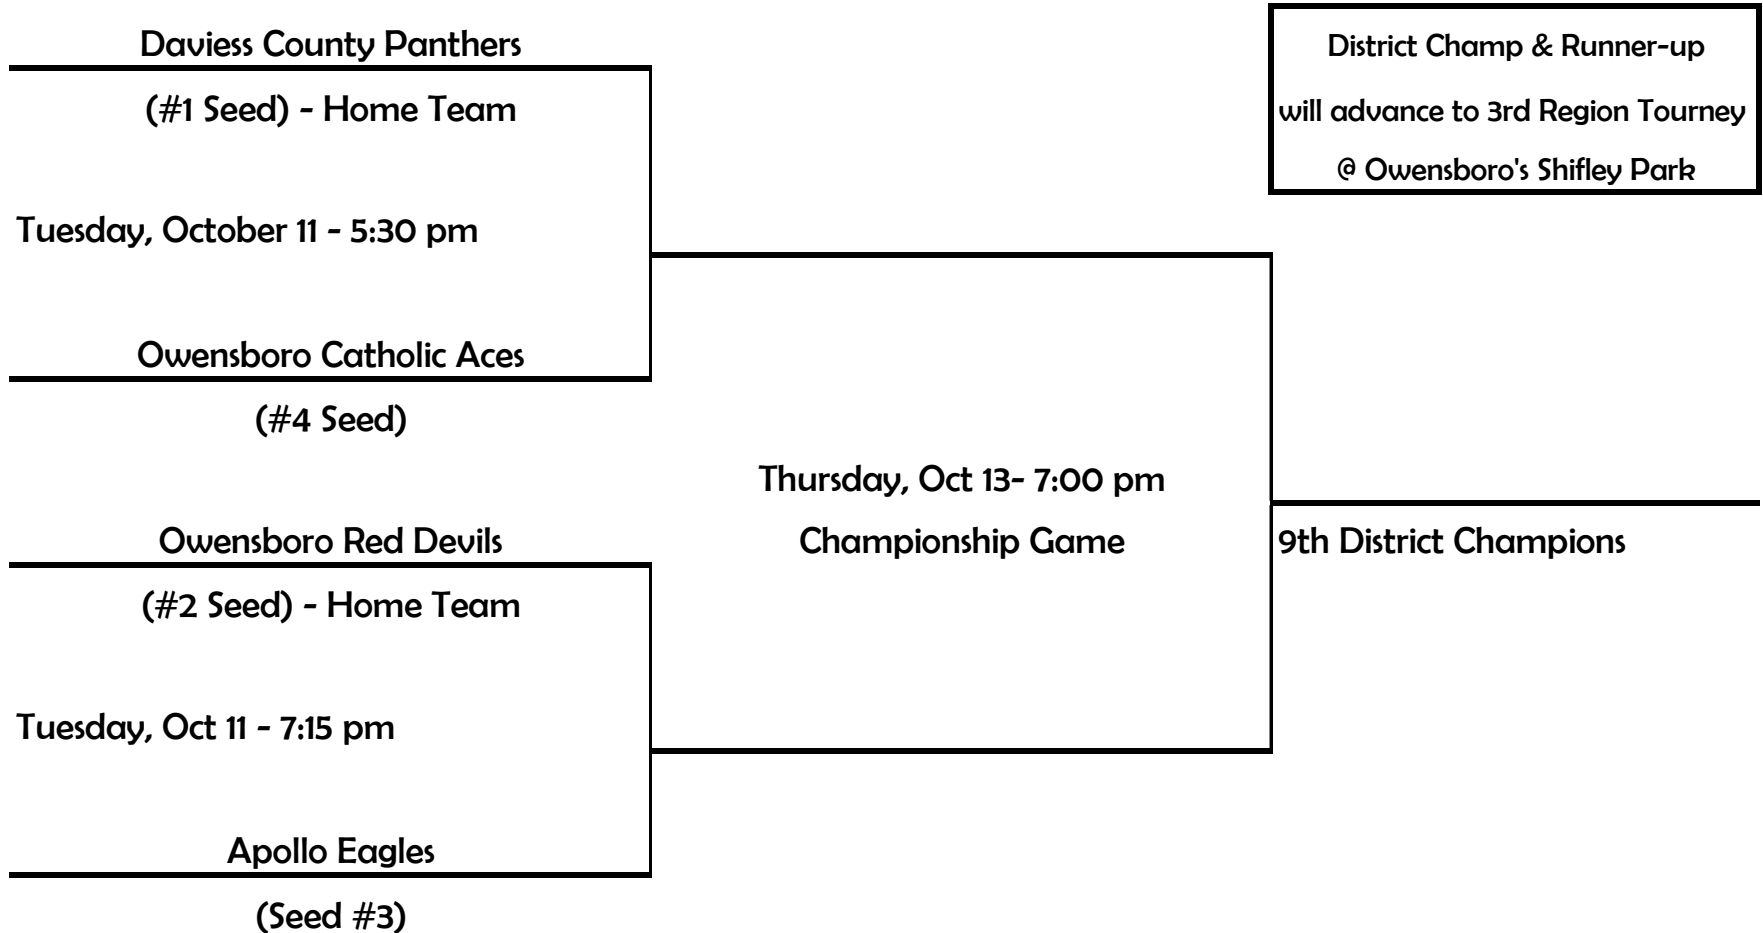 Daviess County Panthers
(#1 Seed) - Home Team
Tuesday, October 11 - 5:30 pm
Owensboro Catholic Aces
(#4 Seed)
Owensboro Red Devils
(#2 Seed) - Home Team
Tuesday, Oct 11 - 7:15 pm
Apollo Eagles
(Seed #3)
Thursday, Oct 13- 7:00 pm
Championship Game
District Champ & Runner-up
will advance to 3rd Region Tourney
@ Owensboro's Shifley Park
9th District Champions